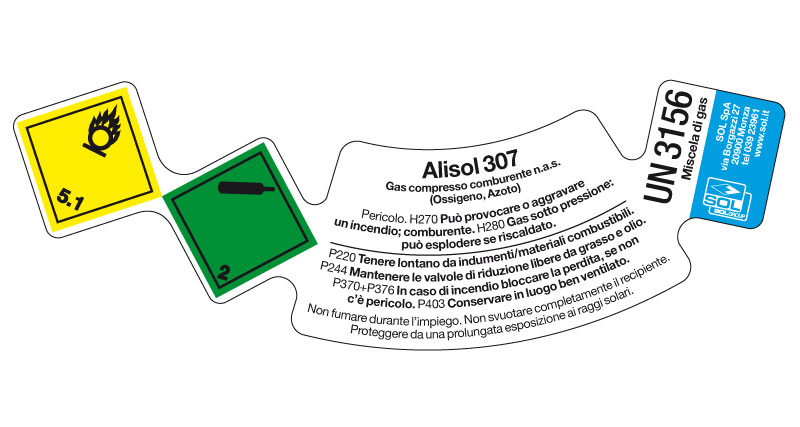 5.1
2
Alisol 307
Gas compresso comburente n.a.s.
(Ossigeno, Azoto)
Pericolo. H270 Può provocare o aggravare
un incendio; comburente. H280 Gas sotto pressione:
può esplodere se riscaldato.
P220 Tenere lontano da indumenti/materiali combustibili.
P244 Mantenere le valvole di riduzione libere da grasso e olio.
P370+P376 In caso di incendio bloccare la perdita, se non
c'è pericolo. P403 Conservare in luogo ben ventilato.
Non fumare durante l'impiego. Non svuotare completamente il recipiente.
Proteggere da una prolungata esposizione ai raggi solari.
UN 3156
Miscela di gas
SOL SpA
via Borgazzi 27
20900 Monza
tel 039 23961
www.sol.it
SOL
SOLGROUP